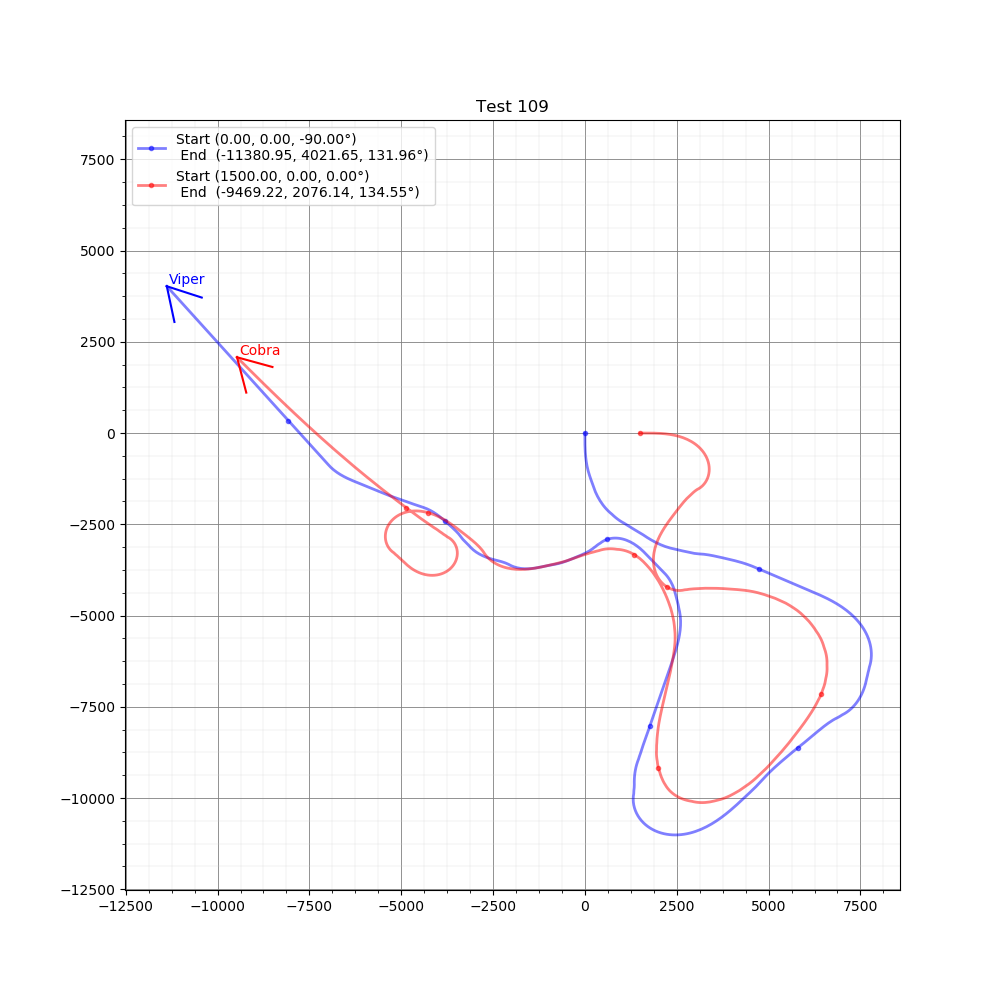 Test 109
Start (0.00, 0.00, -90.00°)
End (-11380.95, 4021.65, 131.96°)
Start (1500.00, 0.00, 0.00°)
End (-9469.22, 2076.14, 134.55°)
7500
5000
2500
0
−2500
−5000
−7500
−10000
−12500
Viper
Cobra
−12500 −10000 −7500 −5000 −2500 0 2500 5000 7500